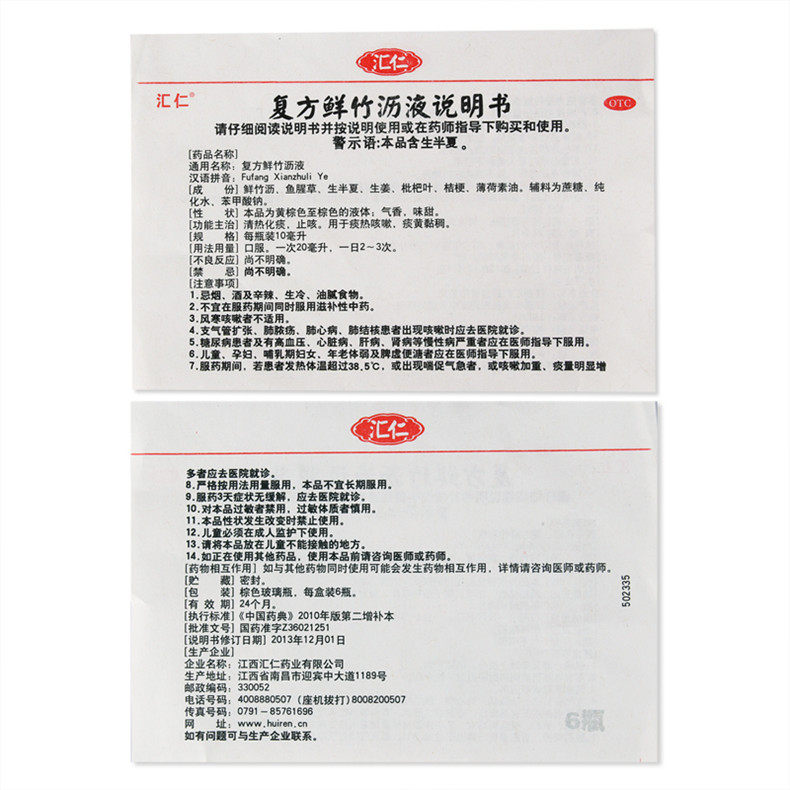 汇仁
汇仁®
复方鲜竹沥液说明书
OTC
请仔细阅读说明书并按说明使用或在药师指导下购买和使用。
警示语:本品含生半夏。
[药品名称]
通用名称：复方鲜竹沥液
汉语拼音：Fufang Xianzhuli Ye
[成　份] 鲜竹沥、鱼腥草、生半夏、生姜、枇杷叶、桔梗、薄荷素油。辅料为蔗糖、纯
化水、苯甲酸钠。
[性　状] 本品为黄棕色至棕色的液体；气香，味甜。
[功能主治] 清热化痰，止咳。用于痰热咳嗽，痰黄黏稠。
[规　格] 每瓶装10毫升
[用法用量] 口服。一次20毫升，一日2～3次。
[不良反应] 尚不明确。
[禁　忌] 尚不明确。
[注意事项]
1.忌烟、酒及辛辣、生冷、油腻食物。
2.不宜在服药期间同时服用滋补性中药。
3.风寒咳嗽者不适用。
4.支气管扩张、肺脓疡、肺心病、肺结核患者出现咳嗽时应去医院就诊。
5.糖尿病患者及有高血压、心脏病、肝病、肾病等慢性病严重者应在医师指导下服用。
6.儿童、孕妇、哺乳期妇女、年老体弱及脾虚便溏者应在医师指导下服用。
7.服药期间，若患者发热体温超过38.5℃，或出现喘促气急者，或咳嗽加重、痰量明显增
汇仁
多者应去医院就诊。
8.严格按用法用量服用，本品不宜长期服用。
9.服药3天症状无缓解，应去医院就诊。
10.对本品过敏者禁用，过敏体质者慎用。
11.本品性状发生改变时禁止使用。
12.儿童必须在成人监护下使用。
13.请将本品放在儿童不能接触的地方。
14.如正在使用其他药品，使用本品前请咨询医师或药师。
[药物相互作用] 如与其他药物同时使用可能会发生药物相互作用，详情请咨询医师或药师。
[贮　藏] 密封。
[包　装] 棕色玻璃瓶，每盒装6瓶。
[有 效 期] 24个月。
[执行标准]《中国药典》2010年版第二增补本
[批准文号] 国药准字Z36021251
[说明书修订日期] 2013年12月01日
[生产企业]
企业名称：江西汇仁药业有限公司
生产地址：江西省南昌市迎宾中大道1189号
邮政编码：330052
电话号码：4008880507 (座机拔打) 8008200507
传真号码：0791-85761696
网　址：www.huiren.cn
如有问题可与生产企业联系。
502335
6瓶